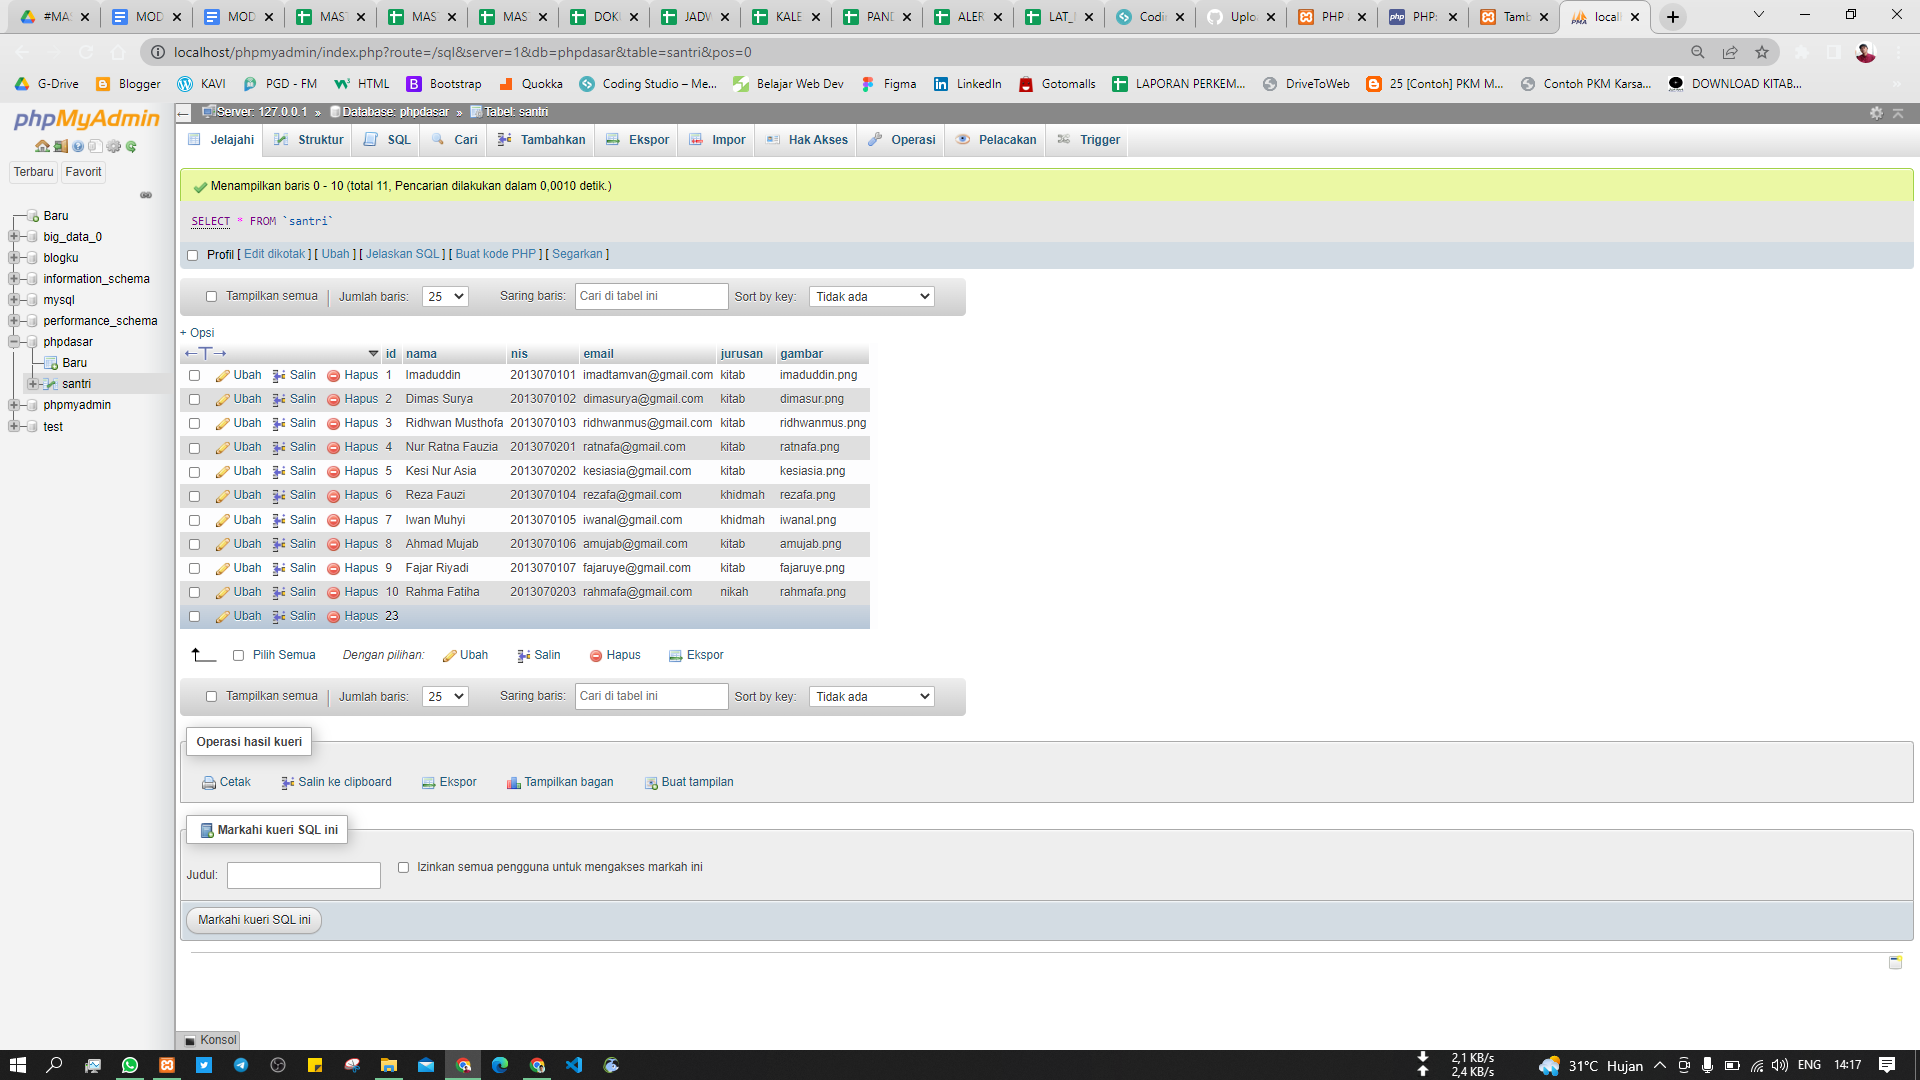 #MA
MOD
MOD
MAST
MAS
MAS
DOKU
JADW
KALE
PAND
ALER
LAT_
Codi
Uplo
PHP
PHP:
Tamb
local
localhost/phpmyadmin/index.php?route=/sql&server=1&db=phpdasar&table=santri&pos=0
G-Drive
Blogger
KAVI
PGD - FM
HTML
Bootstrap
Quokka
Coding Studio – Me...
Belajar Web Dev
Figma
LinkedIn
Gotomalls
LAPORAN PERKEM...
DriveToWeb
25 [Contoh] PKM M...
Contoh PKM Karsa...
DOWNLOAD KITAB...
phpMyAdmin
Terbaru Favorit
Baru
big_data_0
blogku
information_schema
mysql
performance_schema
phpdasar
Baru
santri
phpmyadmin
test
Server: 127.0.0.1 » Database: phpdasar » Tabel: santri
Jelajahi Struktur SQL Cari Tambahkan Ekspor Impor Hak Akses Operasi Pelacakan Trigger
Menampilkan baris 0 - 10 (total 11, Pencarian dilakukan dalam 0,0010 detik.)
SELECT * FROM `santri`
Profil [ Edit dikotak ] [ Ubah ] [ Jelaskan SQL ] [ Buat kode PHP ] [ Segarkan ]
Tampilkan semua | Jumlah baris: 25 Saring baris: Cari di tabel ini Sort by key: Tidak ada
+ Opsi
←T→ id nama nis email jurusan gambar
Ubah Salin Hapus 1 Imaduddin 2013070101 imadtamvan@gmail.com kitab imaduddin.png
Ubah Salin Hapus 2 Dimas Surya 2013070102 dimasurya@gmail.com kitab dimasur.png
Ubah Salin Hapus 3 Ridhwan Musthofa 2013070103 ridhwanmus@gmail.com kitab ridhwanmus.png
Ubah Salin Hapus 4 Nur Ratna Fauzia 2013070201 ratnafa@gmail.com kitab ratnafa.png
Ubah Salin Hapus 5 Kesi Nur Asia 2013070202 kesiasia@gmail.com kitab kesiasia.png
Ubah Salin Hapus 6 Reza Fauzi 2013070104 rezafa@gmail.com khidmah rezafa.png
Ubah Salin Hapus 7 Iwan Muhyi 2013070105 iwanal@gmail.com khidmah iwanal.png
Ubah Salin Hapus 8 Ahmad Mujab 2013070106 amujab@gmail.com kitab amujab.png
Ubah Salin Hapus 9 Fajar Riyadi 2013070107 fajaruye@gmail.com kitab fajaruye.png
Ubah Salin Hapus 10 Rahma Fatiha 2013070203 rahmafa@gmail.com nikah rahmafa.png
Ubah Salin Hapus 23
Pilih Semua Dengan pilihan: Ubah Salin Hapus Ekspor
Tampilkan semua | Jumlah baris: 25 Saring baris: Cari di tabel ini Sort by key: Tidak ada
Operasi hasil kueri
Cetak Salin ke clipboard Ekspor Tampilkan bagan Buat tampilan
Markahi kueri SQL ini
Judul: Izinkan semua pengguna untuk mengakses markah ini
Markahi kueri SQL ini
Konsol
2,1 KB/s
2,4 KB/s
31°C Hujan
ENG
14:17